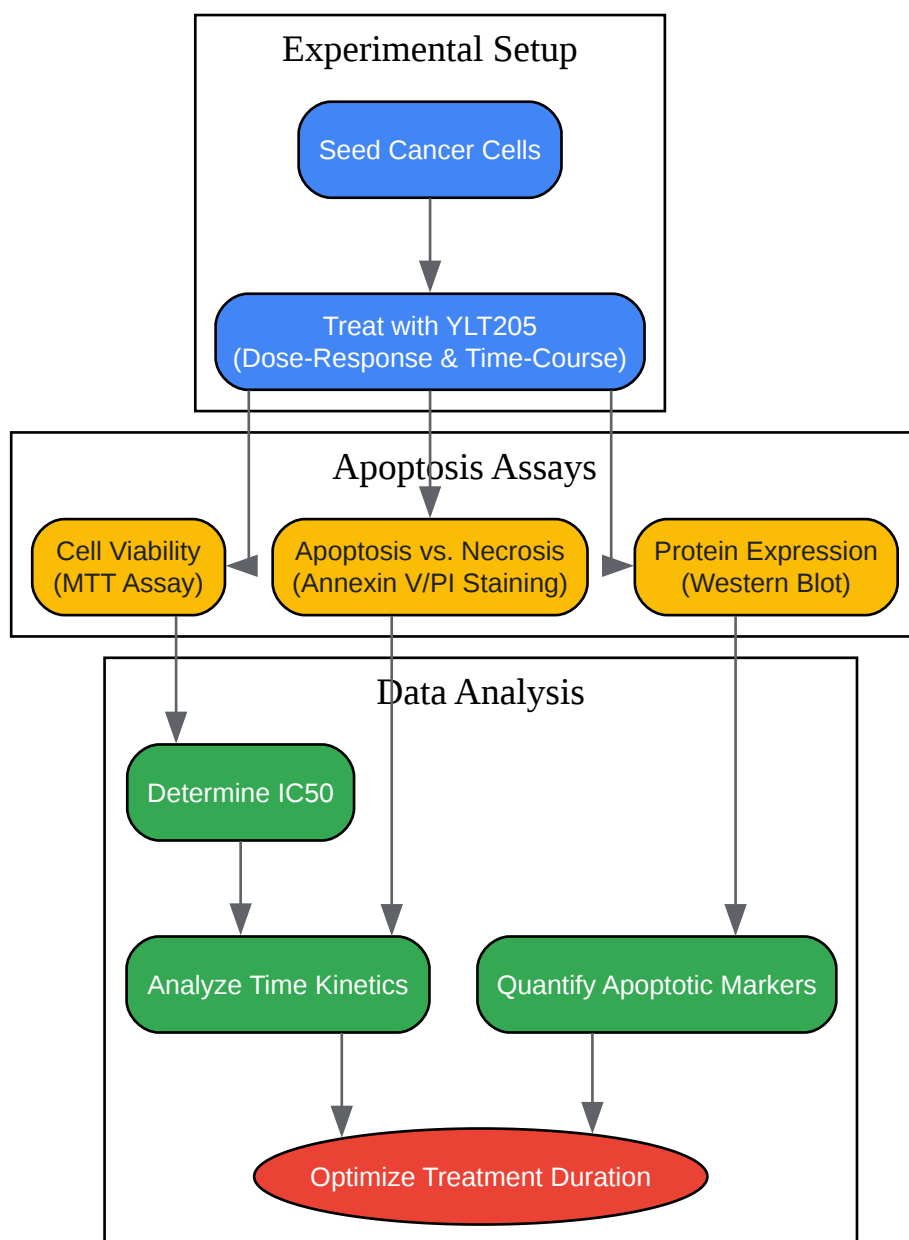 Experimental Setup
Seed Cancer Cells
Treat with YLT205
(Dose-Response & Time-Course)
Apoptosis Assays
Cell Viability
(MTT Assay)
Apoptosis vs. Necrosis
(Annexin V/PI Staining)
Protein Expression
(Western Blot)
Data Analysis
Determine IC50
Analyze Time Kinetics
Quantify Apoptotic Markers
Optimize Treatment Duration